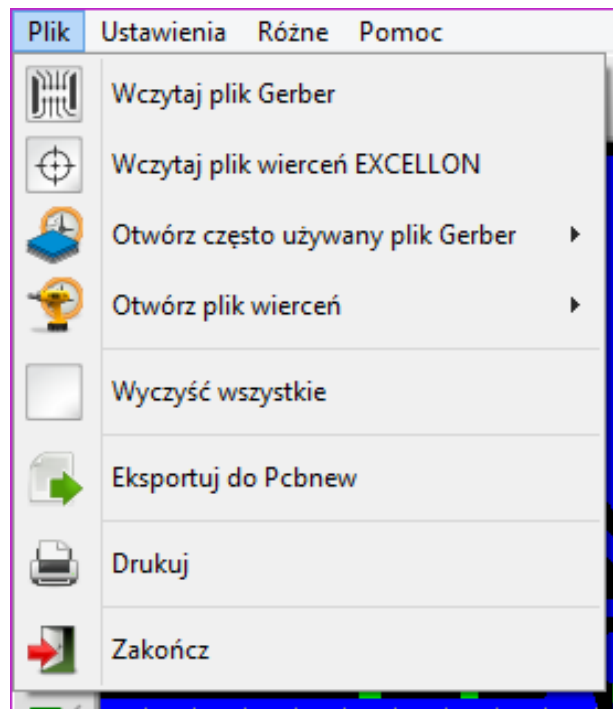 Plik Ustawienia Różne Pomoc
Wczytaj plik Gerber
Wczytaj plik wierceń EXCELLON
Otwórz często używany plik Gerber
Otwórz plik wierceń
Wyczyść wszystkie
Eksportuj do Pcbnew
Drukuj
Zakończ